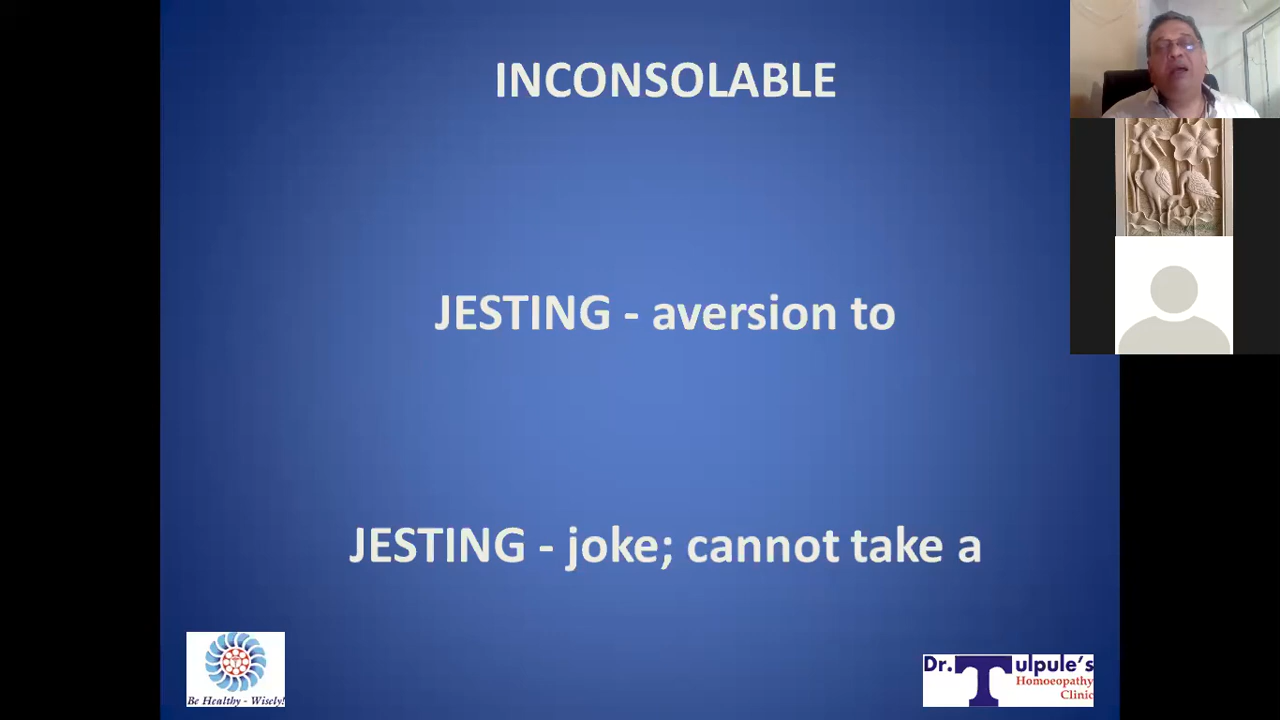 INCONSOLABLE
JESTING - aversion to
JESTING - joke; cannot take a
Be Healthy - Wisely!
Dr. Tulpule's
Homoeopathy
Clinic